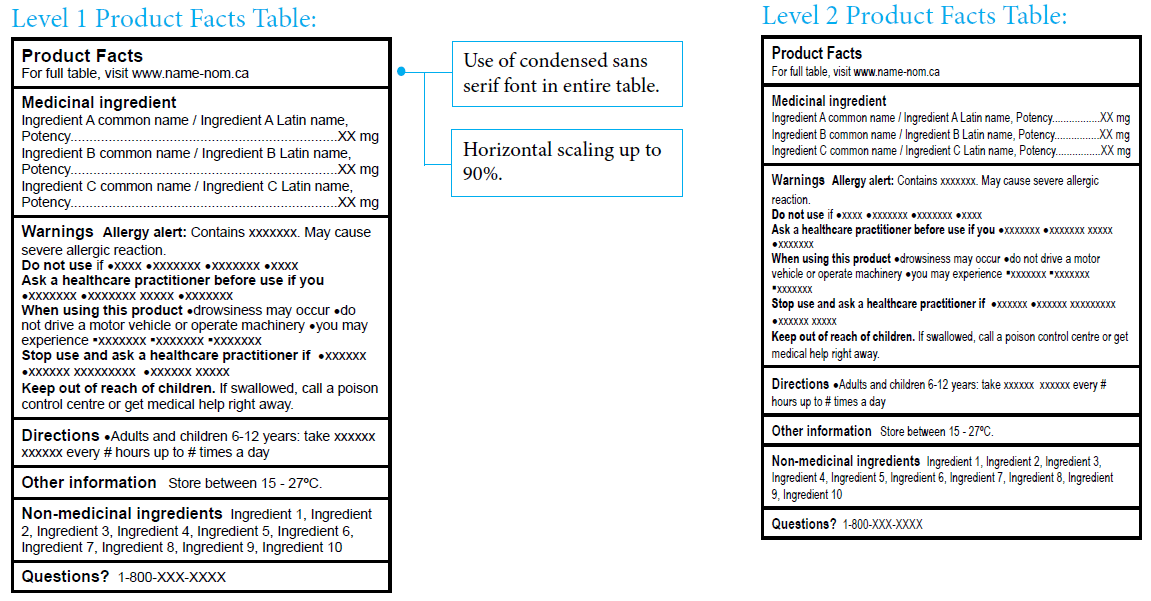 Level 1 Product Facts Table:
Product Facts
For full table, visit www.name-nom.ca
Medicinal ingredient
Ingredient A common name / Ingredient A Latin name,
Potency......................................................................XX mg
Ingredient B common name / Ingredient B Latin name,
Potency......................................................................XX mg
Ingredient C common name / Ingredient C Latin name,
Potency......................................................................XX mg
Warnings Allergy alert: Contains xxxxxxx. May cause
severe allergic reaction.
Do not use if ●xxxx ●xxxxxxx ●xxxxxxx ●xxxx
Ask a healthcare practitioner before use if you
●xxxxxxx ●xxxxxxx xxxxx ●xxxxxxx
When using this product ●drowsiness may occur ●do
not drive a motor vehicle or operate machinery ●you may
experience ▪xxxxxxx ▪xxxxxxx ▪xxxxxxx
Stop use and ask a healthcare practitioner if ●xxxxxx
●xxxxxx xxxxxxxxx ●xxxxxx xxxxx
Keep out of reach of children. If swallowed, call a poison
control centre or get medical help right away.
Directions ●Adults and children 6-12 years: take xxxxxx
xxxxxx every # hours up to # times a day
Other information Store between 15 - 27ºC.
Non-medicinal ingredients Ingredient 1, Ingredient
2, Ingredient 3, Ingredient 4, Ingredient 5, Ingredient 6,
Ingredient 7, Ingredient 8, Ingredient 9, Ingredient 10
Questions? 1-800-XXX-XXXX
Use of condensed sans
serif font in entire table.
Horizontal scaling up to
90%.
Level 2 Product Facts Table:
Product Facts
For full table, visit www.name-nom.ca
Medicinal ingredient
Ingredient A common name / Ingredient A Latin name, Potency.................XX mg
Ingredient B common name / Ingredient B Latin name, Potency................XX mg
Ingredient C common name / Ingredient C Latin name, Potency................XX mg
Warnings Allergy alert: Contains xxxxxxx. May cause severe allergic
reaction.
Do not use if ●xxxx ●xxxxxxx ●xxxxxxx ●xxxx
Ask a healthcare practitioner before use if you ●xxxxxxx ●xxxxxxx xxxxx
●xxxxxxx
When using this product ●drowsiness may occur ●do not drive a motor
vehicle or operate machinery ●you may experience ▪xxxxxxx ▪xxxxxxx
▪xxxxxxx
Stop use and ask a healthcare practitioner if ●xxxxxx ●xxxxxx xxxxxxxxx
●xxxxxx xxxxx
Keep out of reach of children. If swallowed, call a poison control centre or get
medical help right away.
Directions ●Adults and children 6-12 years: take xxxxxx xxxxxx every #
hours up to # times a day
Other information Store between 15 - 27ºC.
Non-medicinal ingredients Ingredient 1, Ingredient 2, Ingredient 3,
Ingredient 4, Ingredient 5, Ingredient 6, Ingredient 7, Ingredient 8, Ingredient
9, Ingredient 10
Questions? 1-800-XXX-XXXX